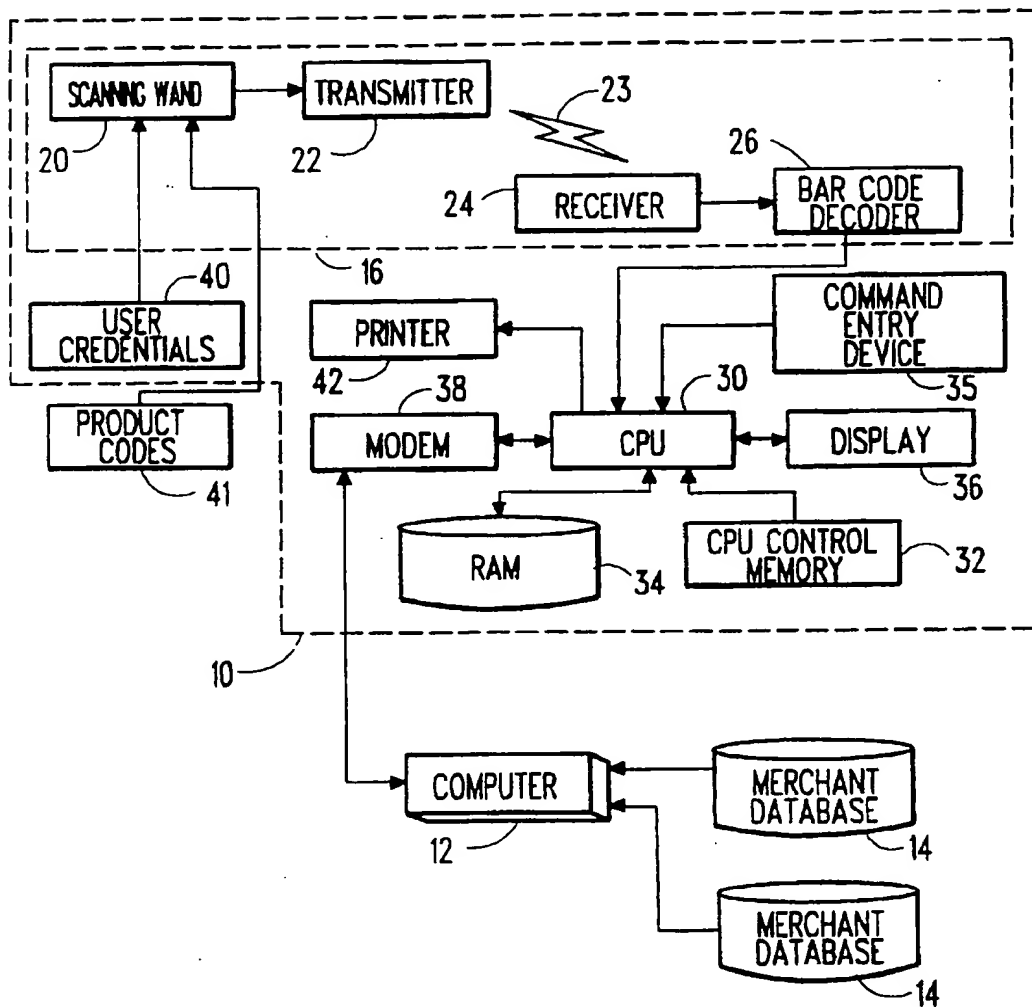 SCANNING WAND
TRANSMITTER
23
20
22
26
24
RECEIVER
BAR CODE
DECODER
16
40
USER
CREDENTIALS
PRINTER
COMMAND
ENTRY
DEVICE
42
38
30
35
PRODUCT
CODES
MODEM
CPU
DISPLAY
41
36
RAM
34
CPU CONTROL
MEMORY
32
10
COMPUTER
12
MERCHANT
DATABASE
14
MERCHANT
DATABASE
14